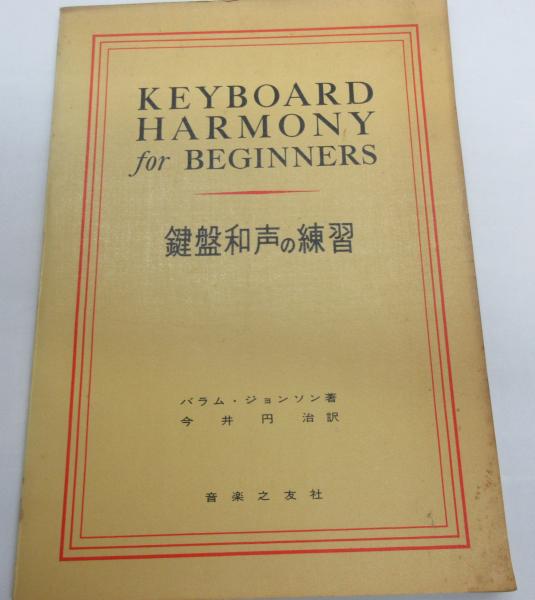 KEYBOARD
HARMONY
for BEGINNERS
鍵盤和声の練習
バラム・ジョンソン著
今井円治訳
音楽之友社